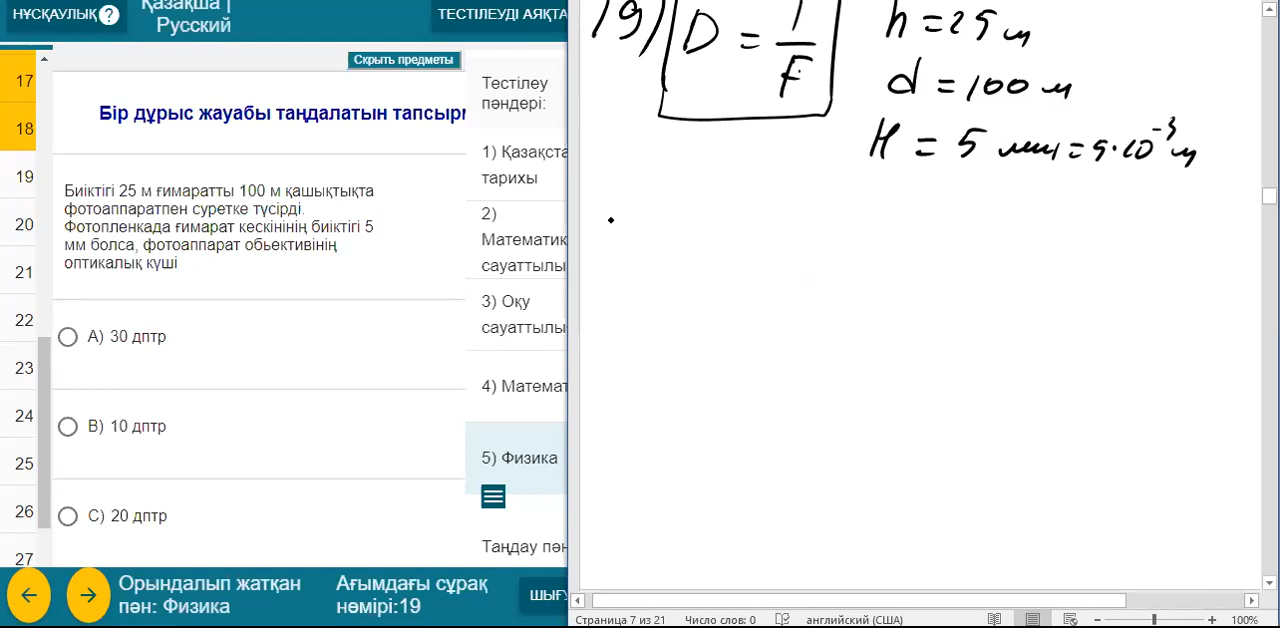 НҰСҚАУЛЫҚ ?
Қазақша |
Русский
ТЕСТІЛЕУДІ АЯҚТА
17
18
19
20
21
22
23
24
25
26
27
Скрыть предметы
Бір дұрыс жауабы таңдалатын тапсырм
Биіктігі 25 м ғимаратты 100 м қашықтықта
фотоаппаратпен суретке түсірді.
Фотопленкада ғимарат кескінінің биіктігі 5
мм болса, фотоаппарат обьективінің
оптикалық күші
A) 30 дптр
B) 10 дптр
C) 20 дптр
Тестілеу
пәндері:
1) Қазақста
тарихы
2)
Математик
сауаттылы
3) Оқу
сауаттылы
4) Математ
5) Физика
Таңдау пән
Орындалып жатқан
пән: Физика
Ағымдағы сұрақ
нөмірі:19
ШЫҒУ
19) D = 1/F
h = 25 м
d = 100 м
H = 5 мм = 5·10⁻³ м
Страница 7 из 21 Число слов: 0 английский (США) 100%